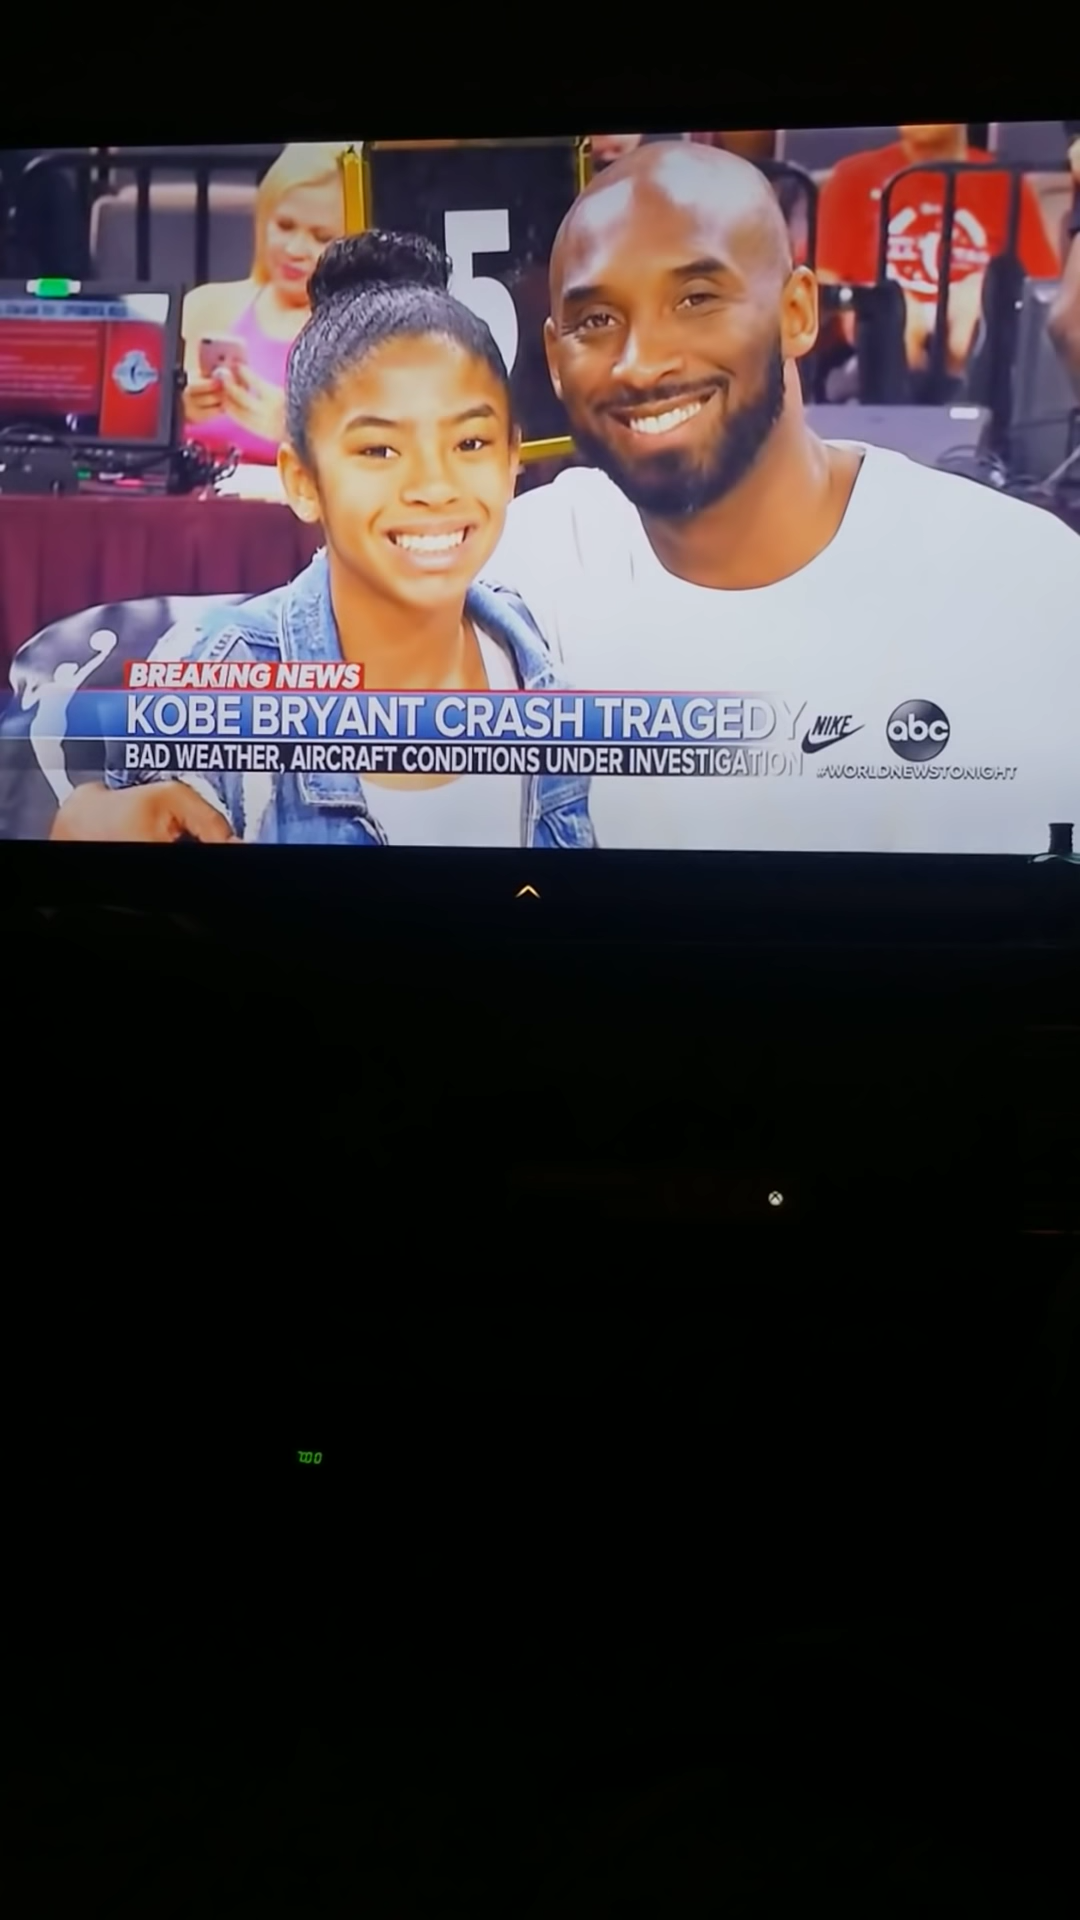 5
BREAKING NEWS
KOBE BRYANT CRASH TRAGEDY
NIKE
abc
BAD WEATHER, AIRCRAFT CONDITIONS UNDER INVESTIGATION
#WORLDNEWSTONIGHT